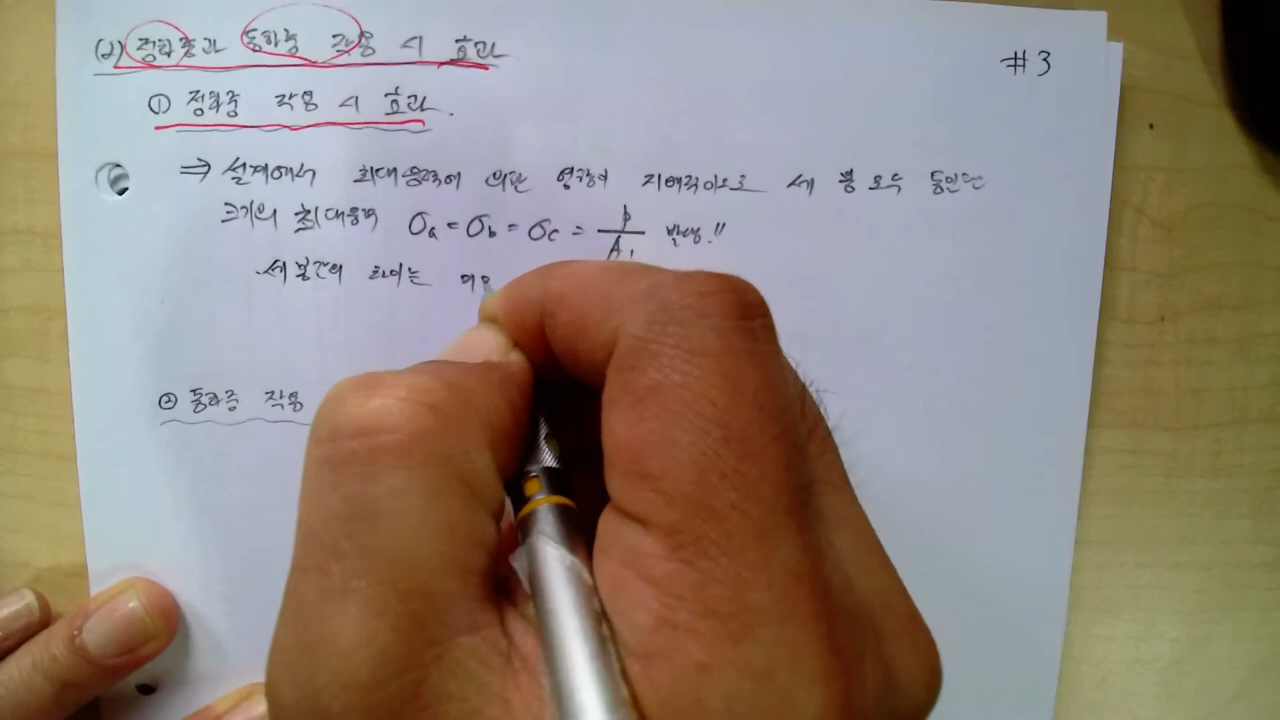 (2) 정하중과 동하중 작용 시 효과
#3
① 정하중 작용 시 효과.
⇒ 설계에서 최대응력에 의한 영향이 지배적이므로 세 봉 모두 동일한
크기의 최대응력 σa = σb = σc = P/A₁ 발생!!
세 봉간의 차이는
② 동하중 작용